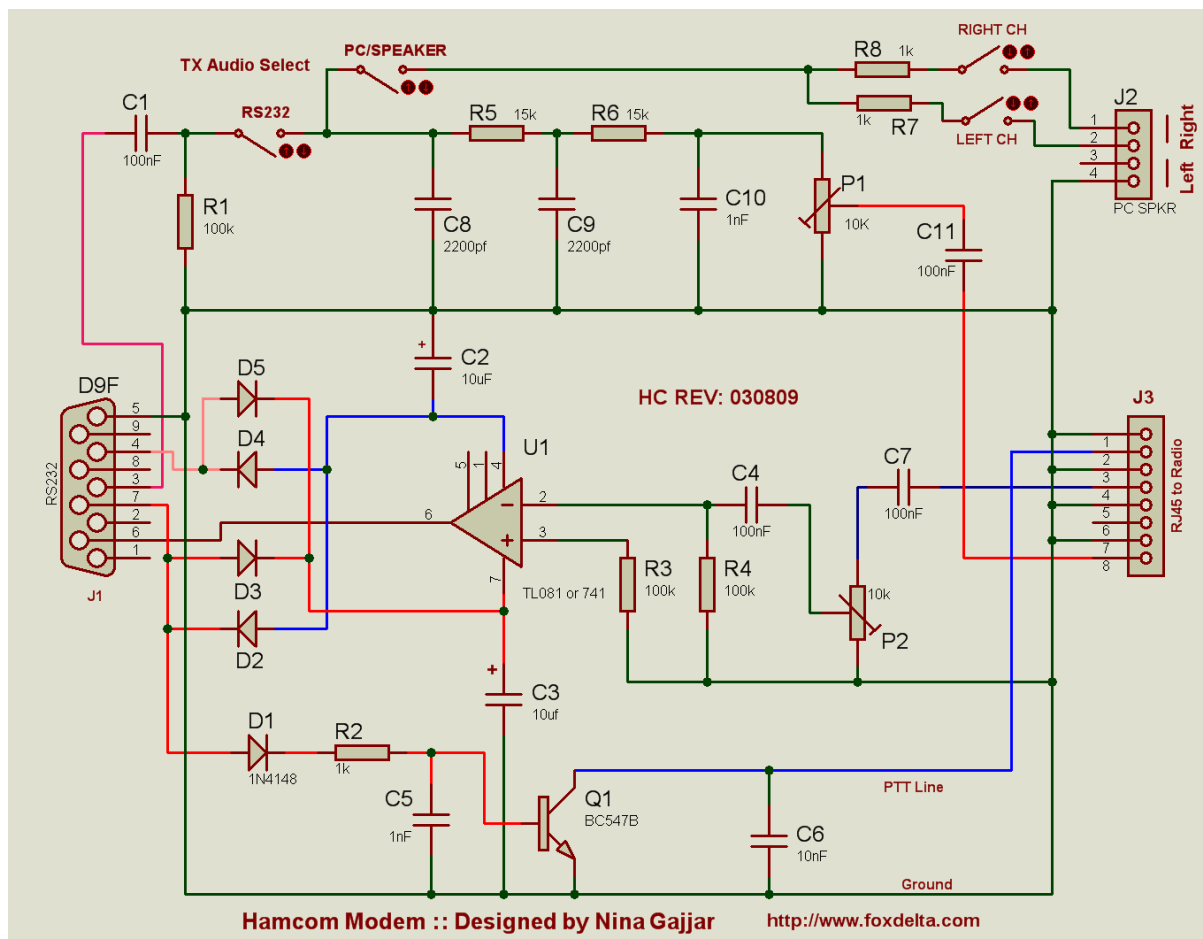 RIGHT CH
PC/SPEAKER
R8 1k
TX Audio Select
J2
C1
RS232
R5 15k
R6 15k
1k R7
LEFT CH
1
2
3
4
Right
Left
100nF
PC SPKR
R1
100k
C8
2200pf
C9
2200pf
C10
1nF
P1
10K
C11
100nF
+
C2
10uF
D5
D9F
HC REV: 030809
J3
5
9
4
8
3
7
2
6
1
RS232
J1
D4
U1
5
1
4
2
3
6
7
TL081 or 741
C4
100nF
C7
100nF
1
2
3
4
5
6
7
8
RJ45 to Radio
D3
R3
100k
R4
100k
10k
P2
D2
+
C3
10uf
D1
1N4148
R2
1k
C5
1nF
Q1
BC547B
PTT Line
C6
10nF
Ground
Hamcom Modem :: Designed by Nina Gajjar
http://www.foxdelta.com